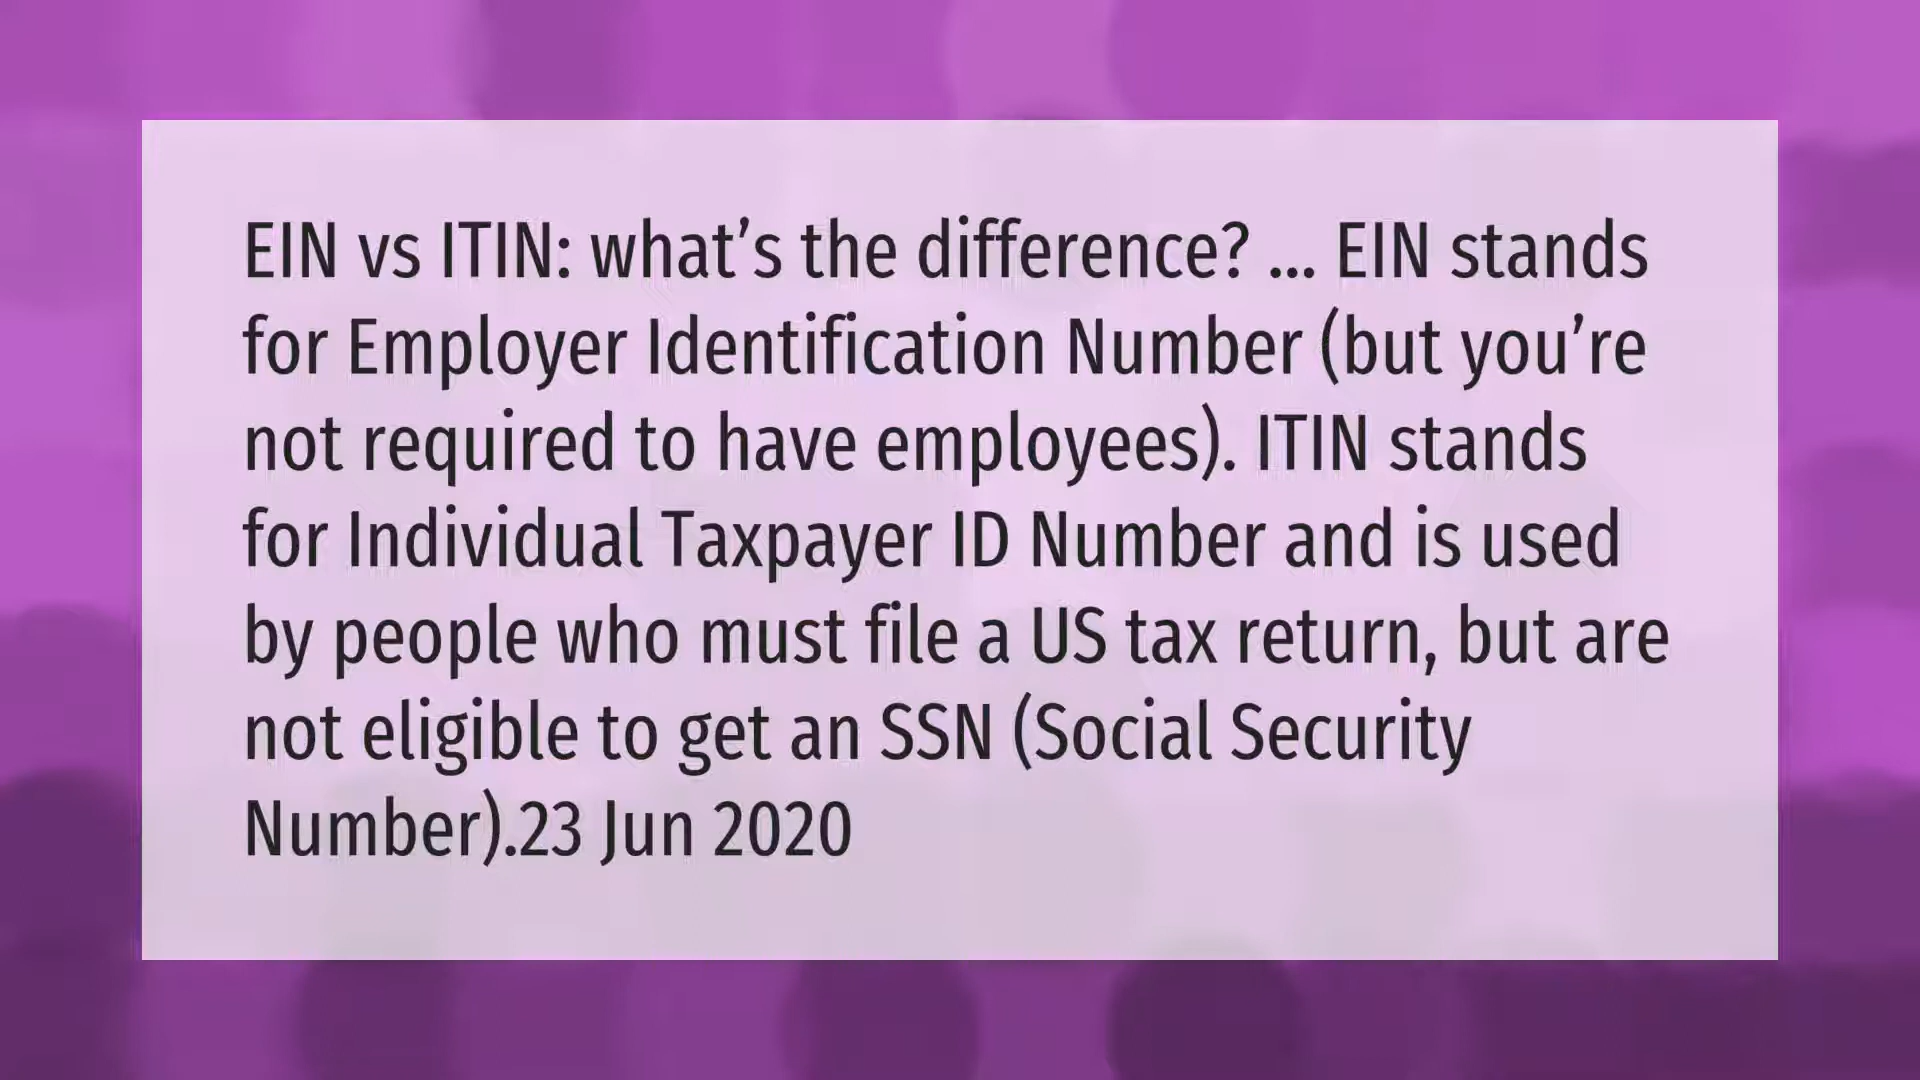 EIN vs ITIN: what’s the difference? ... EIN stands
for Employer Identification Number (but you’re
not required to have employees). ITIN stands
for Individual Taxpayer ID Number and is used
by people who must file a US tax return, but are
not eligible to get an SSN (Social Security
Number).23 Jun 2020